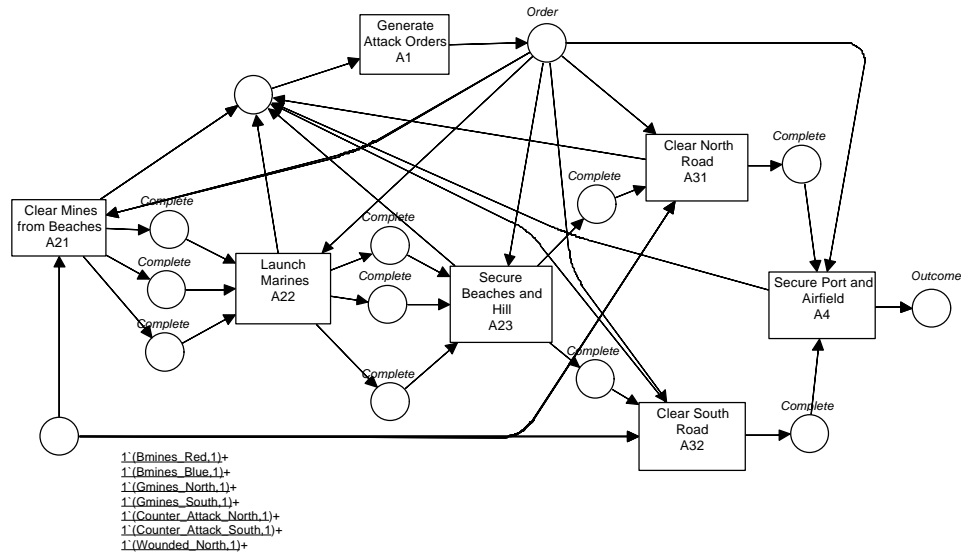 Order
Generate
Attack Orders
A1
Clear North
Road
A31
Complete
Complete
Clear Mines
from Beaches
A21
Complete
Complete
Complete
Launch
Marines
A22
Complete
Complete
Complete
Secure
Beaches and
Hill
A23
Secure Port and
Airfield
A4
Outcome
Complete
Clear South
Road
A32
Complete
1`(Bmines_Red,1)+
1`(Bmines_Blue,1)+
1`(Gmines_North,1)+
1`(Gmines_South,1)+
1`(Counter_Attack_North,1)+
1`(Counter_Attack_South,1)+
1`(Wounded_North,1)+